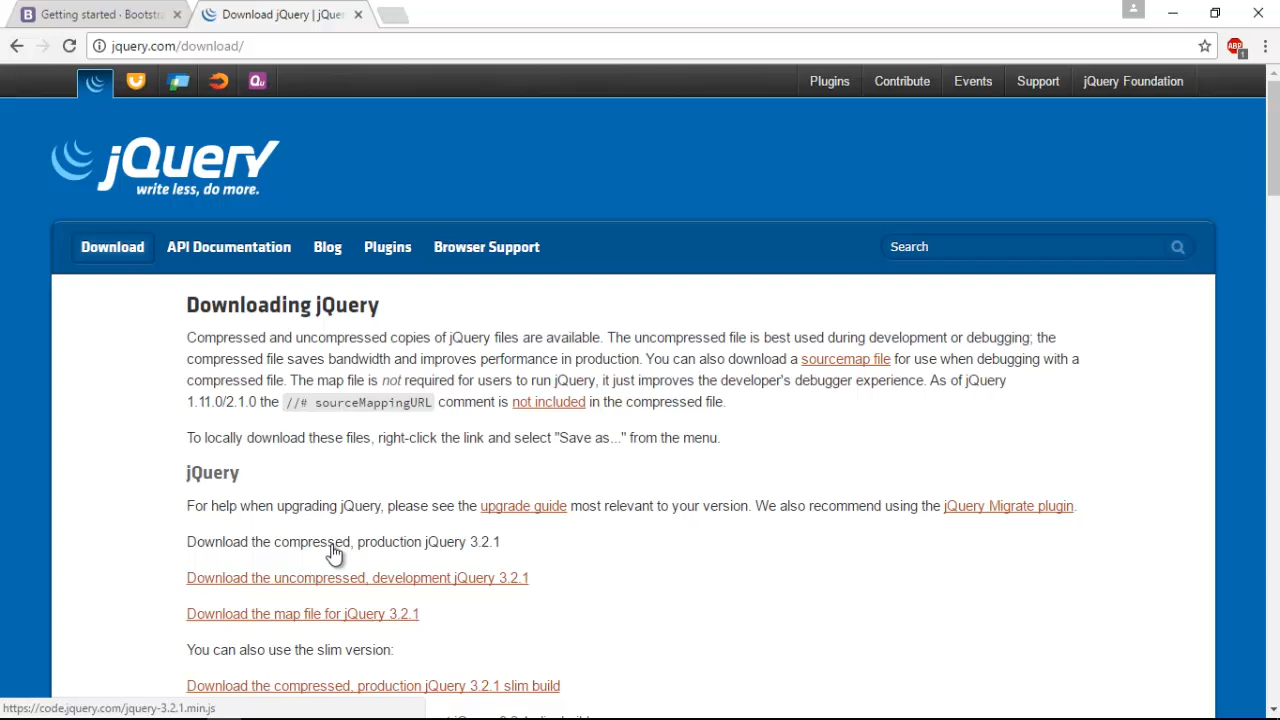 Getting started · Bootstra
Download jQuery | jQue
jquery.com/download/
ABP
1
Qu
Plugins
Contribute
Events
Support
jQuery Foundation
jQuery
write less, do more.
Download
API Documentation
Blog
Plugins
Browser Support
Search
Downloading jQuery
Compressed and uncompressed copies of jQuery files are available. The uncompressed file is best used during development or debugging; the
compressed file saves bandwidth and improves performance in production. You can also download a sourcemap file for use when debugging with a
compressed file. The map file is not required for users to run jQuery, it just improves the developer's debugger experience. As of jQuery
1.11.0/2.1.0 the //# sourceMappingURL comment is not included in the compressed file.
To locally download these files, right-click the link and select "Save as..." from the menu.
jQuery
For help when upgrading jQuery, please see the upgrade guide most relevant to your version. We also recommend using the jQuery Migrate plugin.
Download the compressed, production jQuery 3.2.1
Download the uncompressed, development jQuery 3.2.1
Download the map file for jQuery 3.2.1
You can also use the slim version:
Download the compressed, production jQuery 3.2.1 slim build
https://code.jquery.com/jquery-3.2.1.min.js